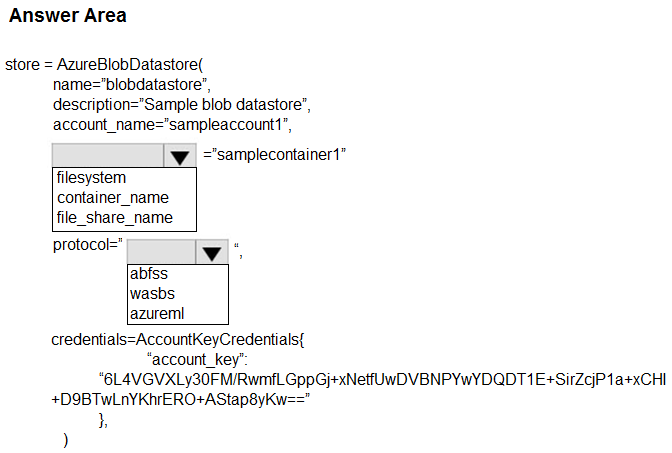 Answer Area
store = AzureBlobDatastore(
name=”blobdatastore”,
description=”Sample blob datastore”,
account_name=”sampleaccount1”,
=”samplecontainer1”
filesystem
container_name
file_share_name
protocol=” “,
abfss
wasbs
azureml
credentials=AccountKeyCredentials{
“account_key”:
“6L4VGVXLy30FM/RwmfLGppGj+xNetfUwDVBNPYwYDQDT1E+SirZcjP1a+xCHI
+D9BTwLnYKhrERO+AStap8yKw==”
},
)